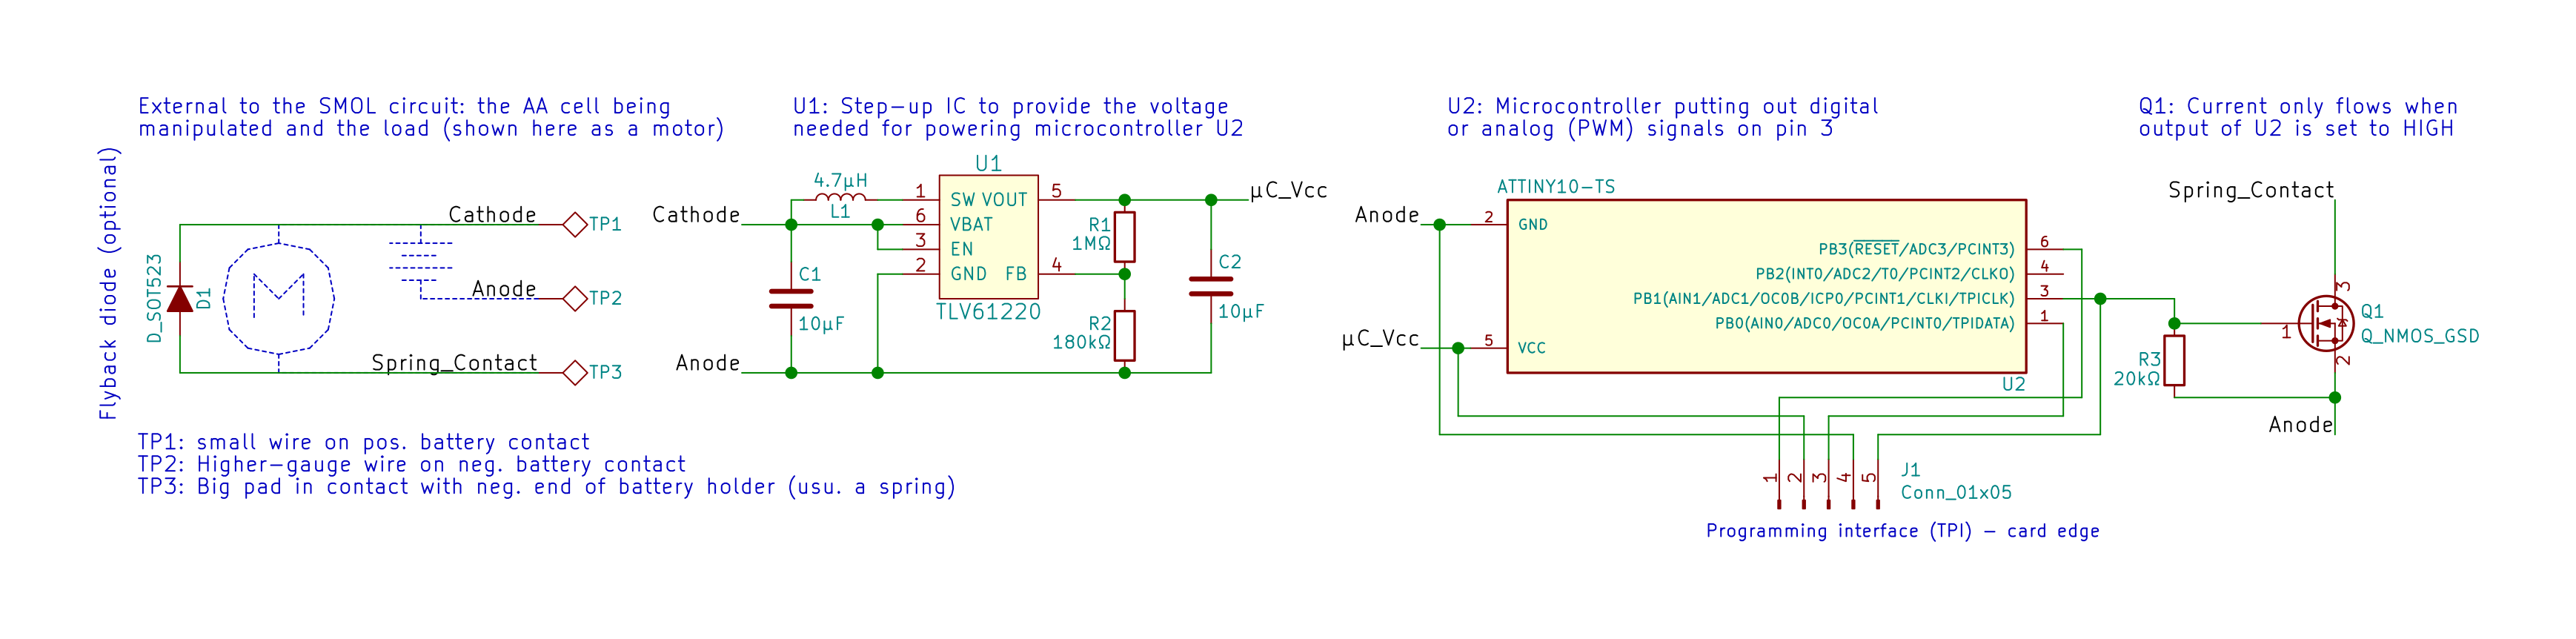 External to the SMOL circuit: the AA cell being
manipulated and the load (shown here as a motor)
Flyback diode (optional)
D_SOT523
D1
M
Cathode
TP1
Anode
TP2
Spring_Contact
TP3
TP1: small wire on pos. battery contact
TP2: Higher-gauge wire on neg. battery contact
TP3: Big pad in contact with neg. end of battery holder (usu. a spring)
U1: Step-up IC to provide the voltage
needed for powering microcontroller U2
Cathode
Anode
4.7µH
L1
C1
10µF
U1
1 SW VOUT 5
6 VBAT
3 EN
2 GND FB 4
TLV61220
R1
1MΩ
R2
180kΩ
C2
10µF
µC_Vcc
U2: Microcontroller putting out digital
or analog (PWM) signals on pin 3
ATTINY10-TS
Anode
2 GND
µC_Vcc
5 VCC
PB3(RESET/ADC3/PCINT3) 6
PB2(INT0/ADC2/T0/PCINT2/CLKO) 4
PB1(AIN1/ADC1/OC0B/ICP0/PCINT1/CLKI/TPICLK) 3
PB0(AIN0/ADC0/OC0A/PCINT0/TPIDATA) 1
U2
1 2 3 4 5
J1
Conn_01x05
Programming interface (TPI) - card edge
Q1: Current only flows when
output of U2 is set to HIGH
Spring_Contact
3
1
2
Q1
Q_NMOS_GSD
R3
20kΩ
Anode